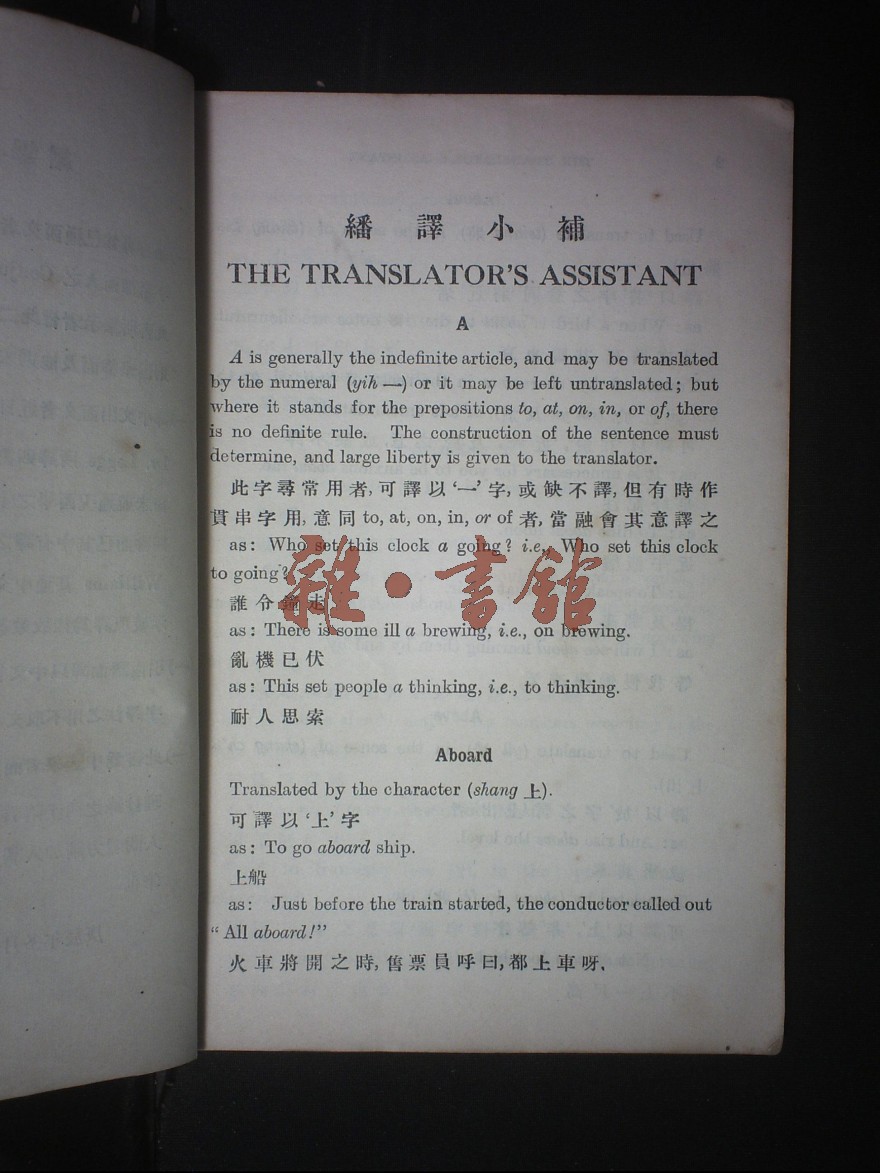 繙譯小補
THE TRANSLATOR'S ASSISTANT
A
A is generally the indefinite article, and may be translated
by the numeral (yih 一) or it may be left untranslated; but
where it stands for the prepositions to, at, on, in, or of, there
is no definite rule. The construction of the sentence must
determine, and large liberty is given to the translator.
此字尋常用者,可譯以‘一’字,或缺不譯,但有時作
貫串字用,意同 to, at, on, in, or of 者,當融會其意譯之
as: Who set this clock a going? i.e., Who set this clock
to going?
誰令鐘走
as: There is some ill a brewing, i.e., on brewing.
亂機已伏
as: This set people a thinking, i.e., to thinking.
耐人思索
Aboard
Translated by the character (shang 上).
可譯以‘上’字
as: To go aboard ship.
上船
as: Just before the train started, the conductor called out
“All aboard!”
火車將開之時,售票員呼曰,都上車呀,
雜·書館